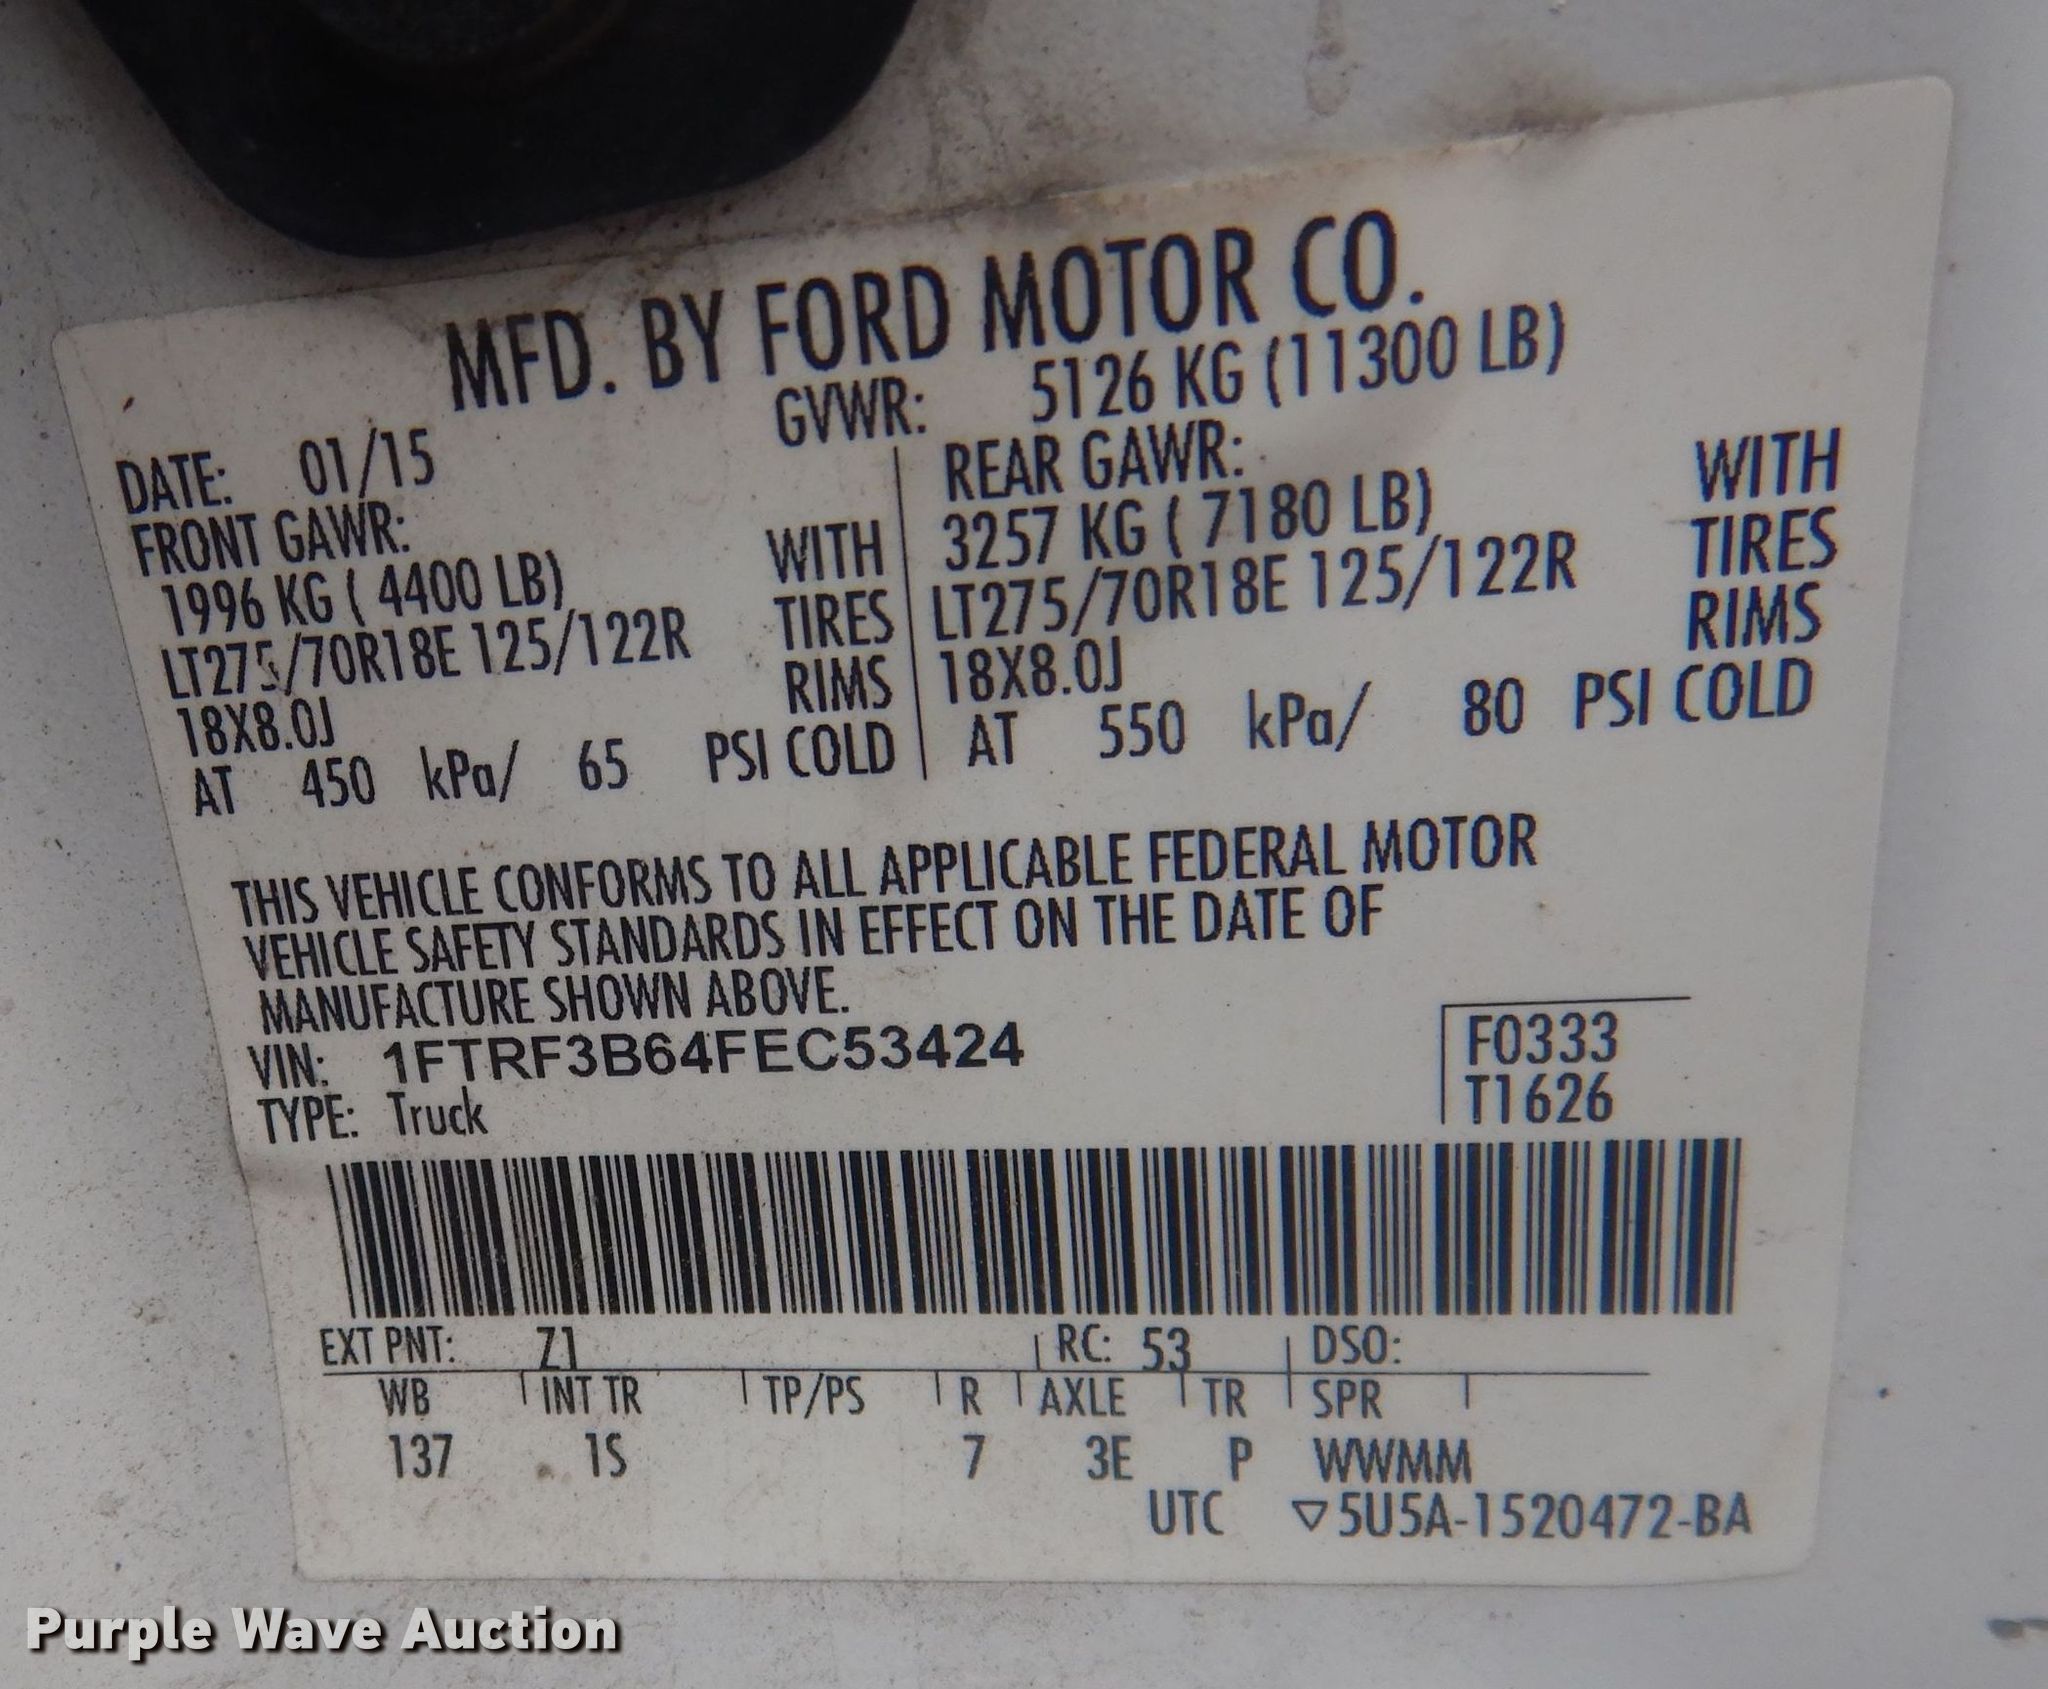 MFD. BY FORD MOTOR CO.
DATE: 01/15 GVWR: 5126 KG (11300 LB)
FRONT GAWR: REAR GAWR:
1996 KG ( 4400 LB) WITH 3257 KG ( 7180 LB) WITH
LT275/70R18E 125/122R TIRES LT275/70R18E 125/122R TIRES
18X8.0J RIMS 18X8.0J RIMS
AT 450 kPa/ 65 PSI COLD AT 550 kPa/ 80 PSI COLD
THIS VEHICLE CONFORMS TO ALL APPLICABLE FEDERAL MOTOR
VEHICLE SAFETY STANDARDS IN EFFECT ON THE DATE OF
MANUFACTURE SHOWN ABOVE.
VIN: 1FTRF3B64FEC53424 F0333
TYPE: Truck T1626
EXT PNT: Z1 RC: 53 DSO:
WB INT TR TP/PS R AXLE TR SPR
137 1S 7 3E P WWMM
UTC ▽5U5A-1520472-BA
Purple Wave Auction